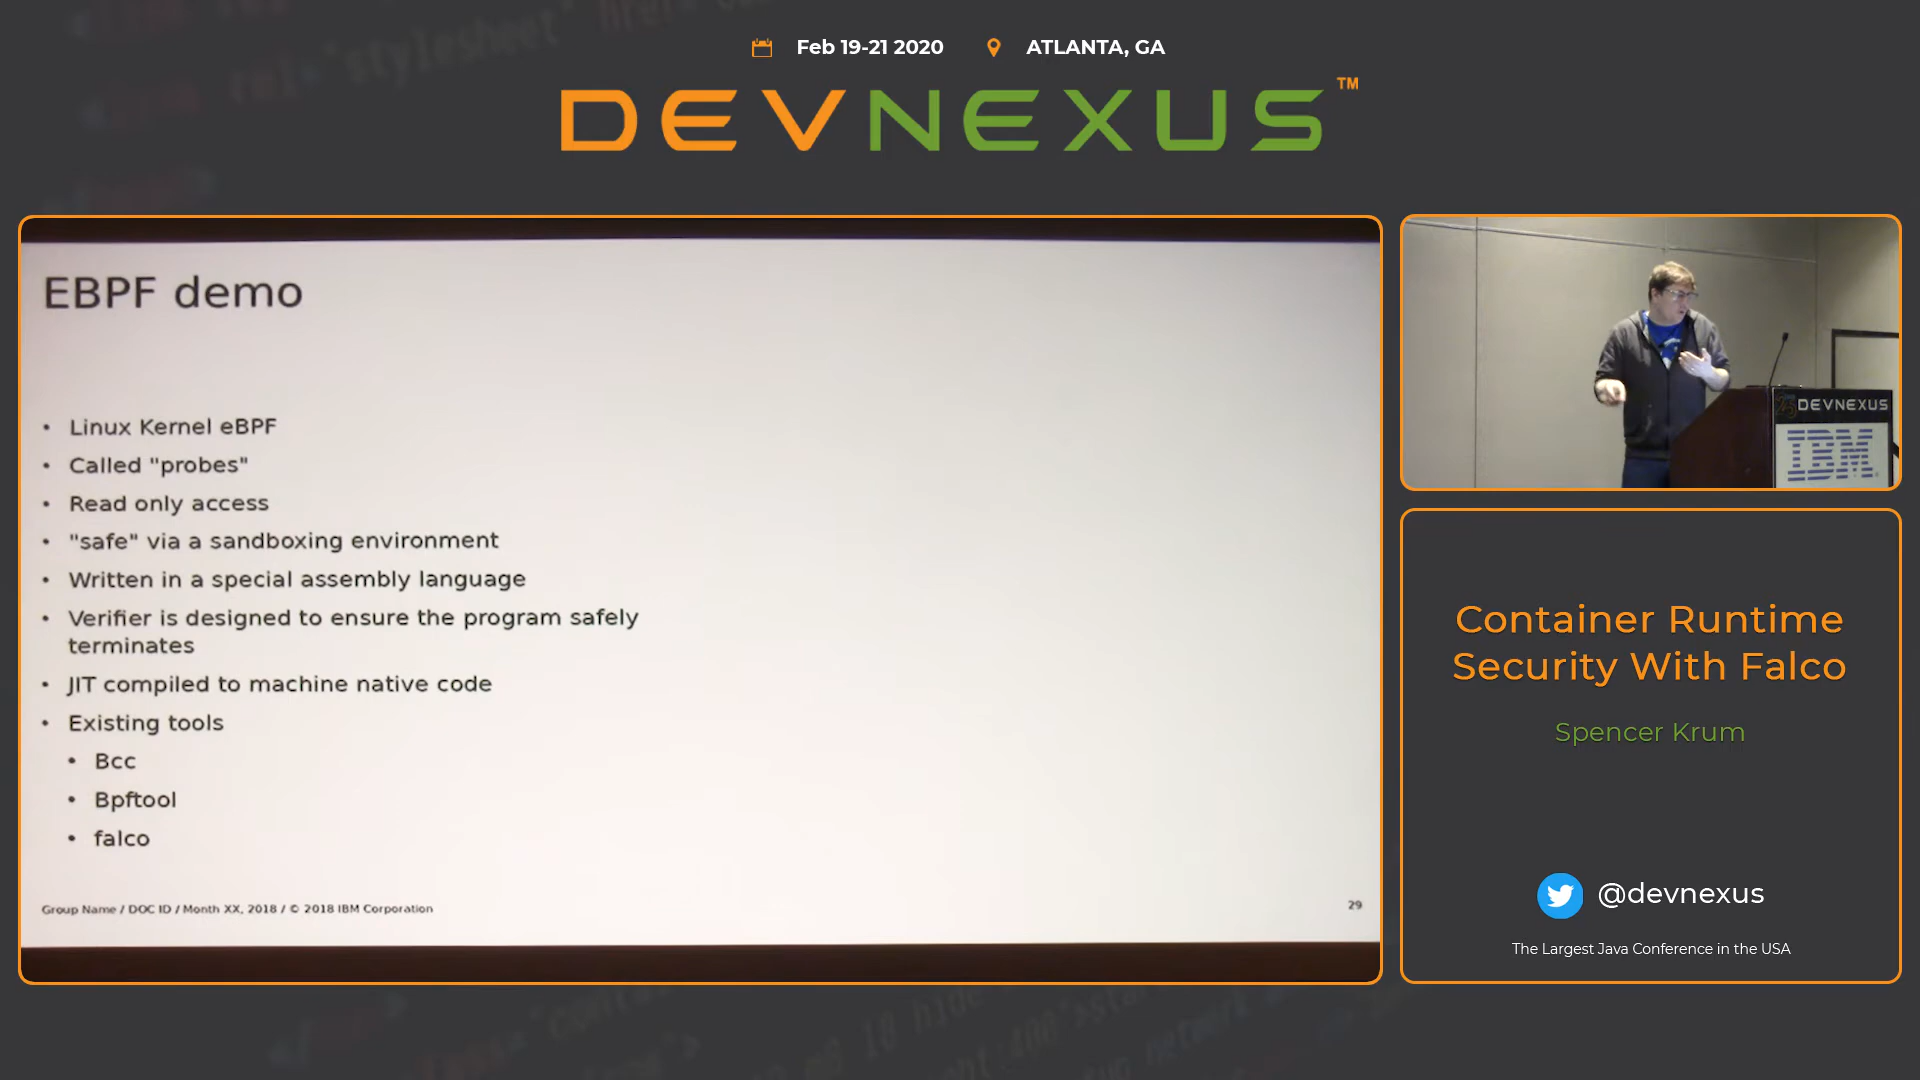 Feb 19-21 2020
ATLANTA, GA
DEVNEXUS™
EBPF demo
• Linux Kernel eBPF
• Called "probes"
• Read only access
• "safe" via a sandboxing environment
• Written in a special assembly language
• Verifier is designed to ensure the program safely
terminates
• JIT compiled to machine native code
• Existing tools
• Bcc
• Bpftool
• falco
Group Name / DOC ID / Month XX, 2018 / © 2018 IBM Corporation
29
DEVNEXUS
IBM
Container Runtime
Security With Falco
Spencer Krum
@devnexus
The Largest Java Conference in the USA